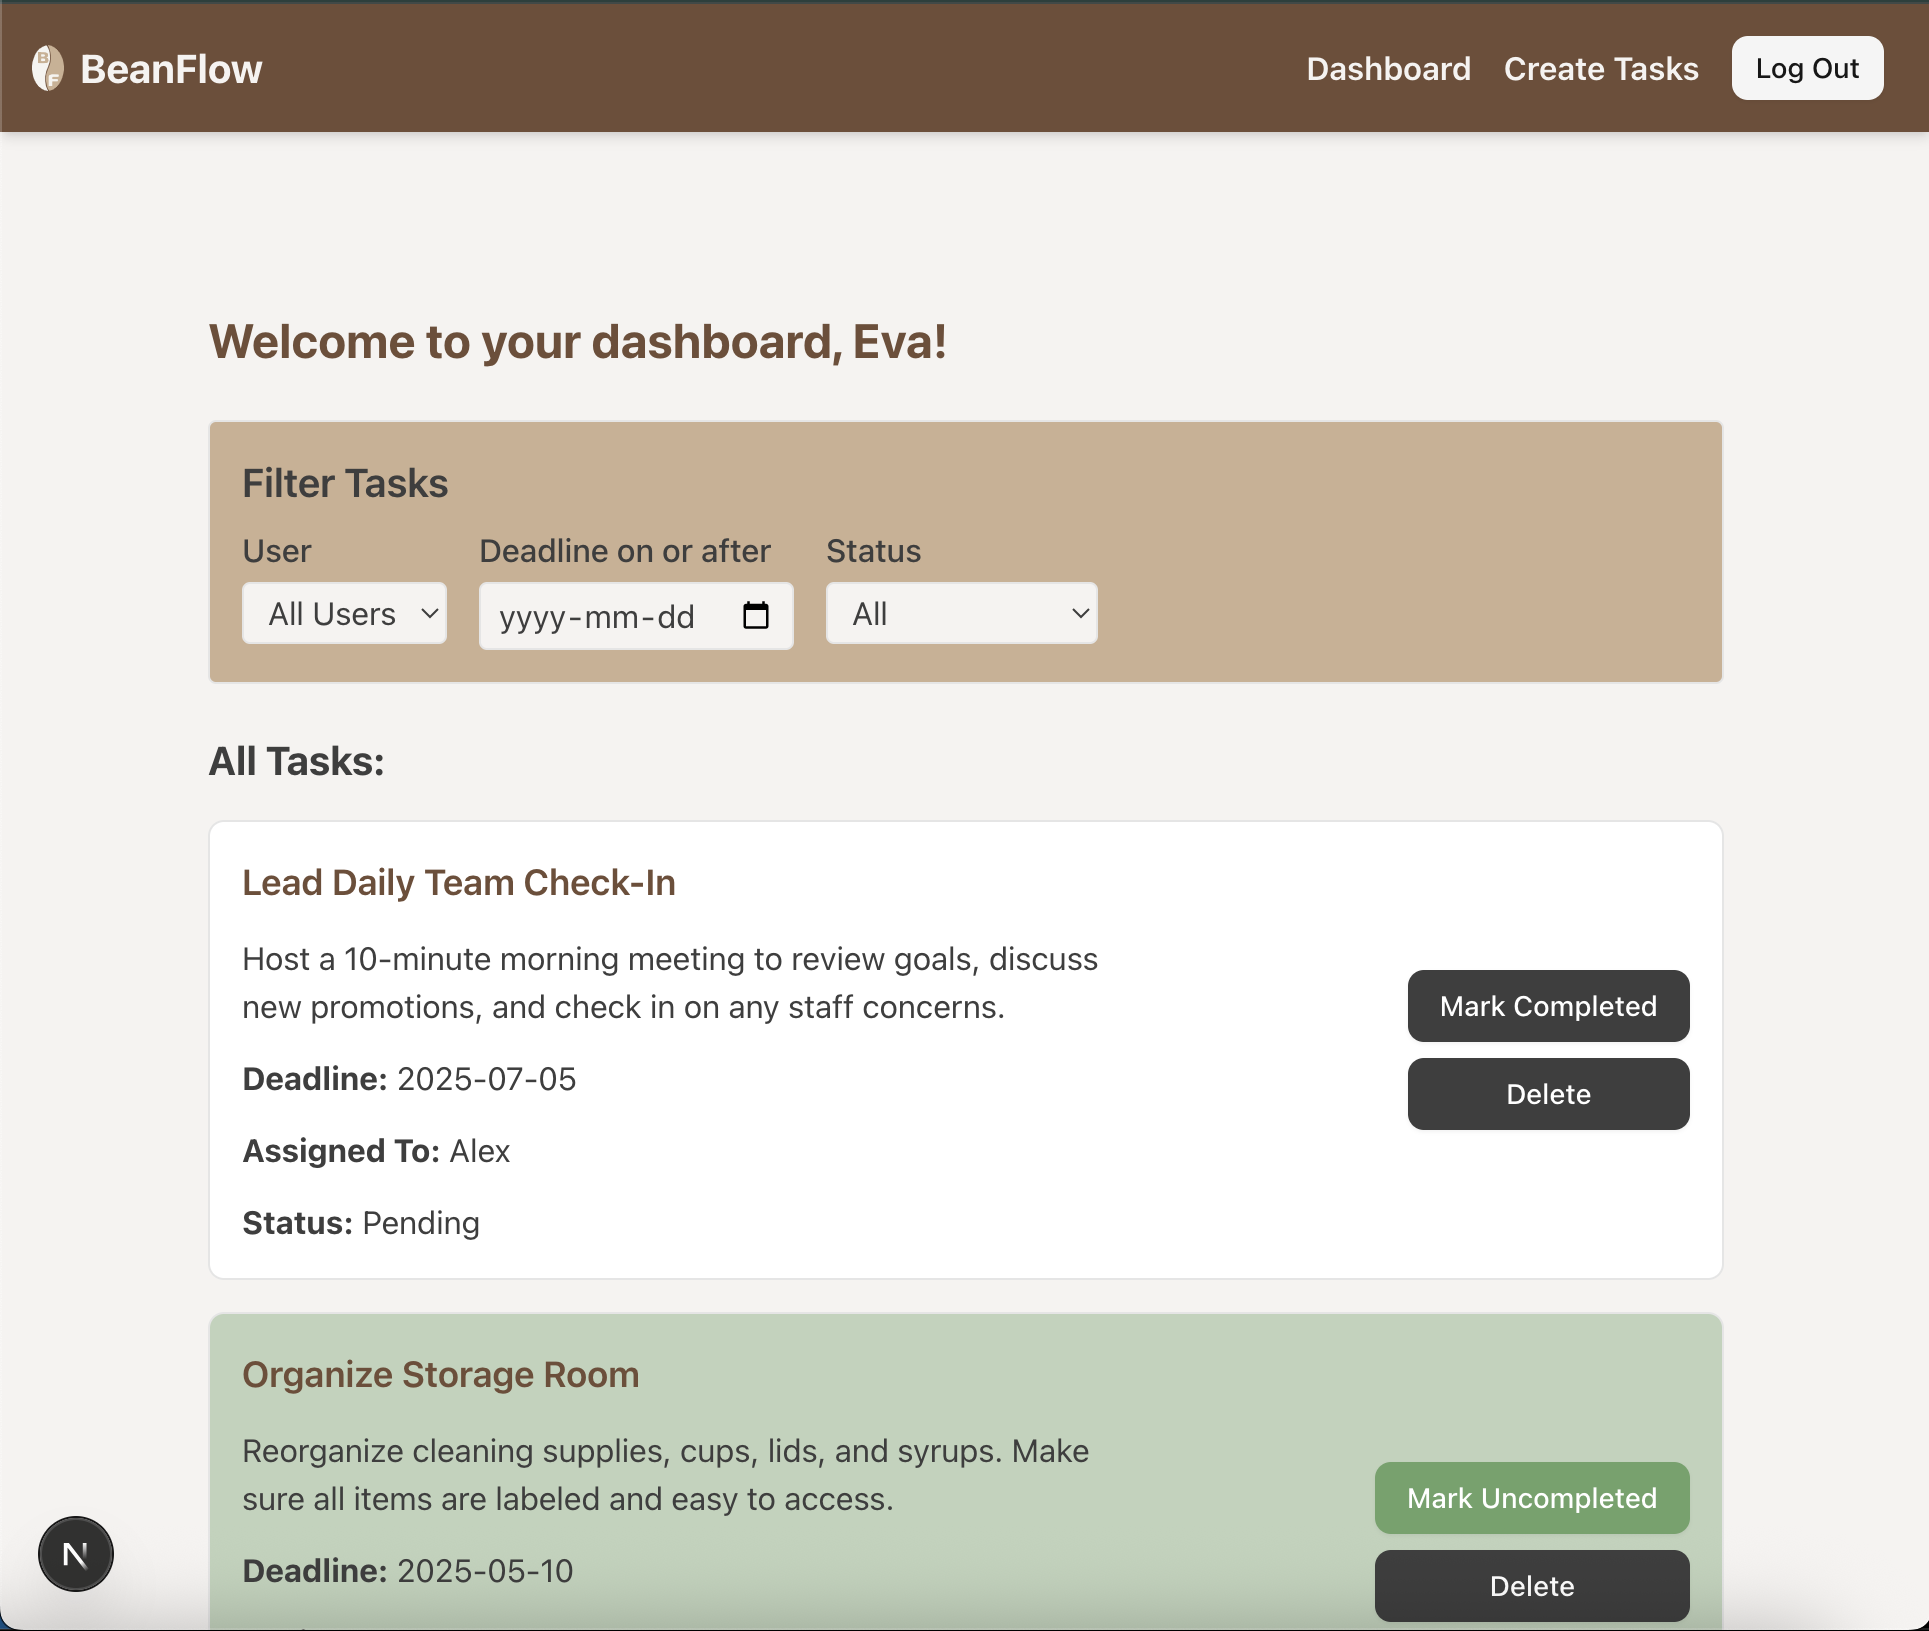 B
F
BeanFlow
Dashboard
Create Tasks
Log Out
Welcome to your dashboard, Eva!
Filter Tasks
User
Deadline on or after
Status
All Users
yyyy-mm-dd
All
All Tasks:
Lead Daily Team Check-In
Host a 10-minute morning meeting to review goals, discuss
new promotions, and check in on any staff concerns.
Mark Completed
Deadline: 2025-07-05
Delete
Assigned To: Alex
Status: Pending
Organize Storage Room
Reorganize cleaning supplies, cups, lids, and syrups. Make
sure all items are labeled and easy to access.
Mark Uncompleted
Deadline: 2025-05-10
Delete
N